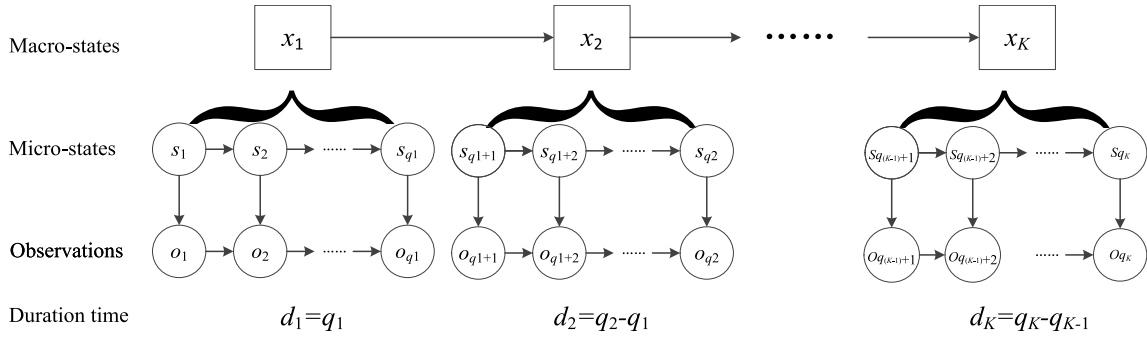 Macro-states x1 x2 ...... xK
Micro-states s1 s2 ..... sq1 sq1+1 sq1+2 ..... sq2 Sq(K-1)+1 Sq(K-1)+2 ..... SqK
Observations o1 o2 ..... oq1 oq1+1 oq1+2 ..... oq2 Oq(K-1)+1 Oq(K-1)+2 ..... OqK
Duration time d1=q1 d2=q2-q1 dK=qK-qK-1